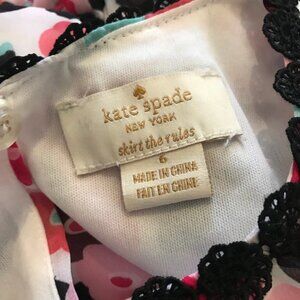 kate spade
NEW YORK
skirt the rules
6
MADE IN CHINA
FAIT EN CHINE